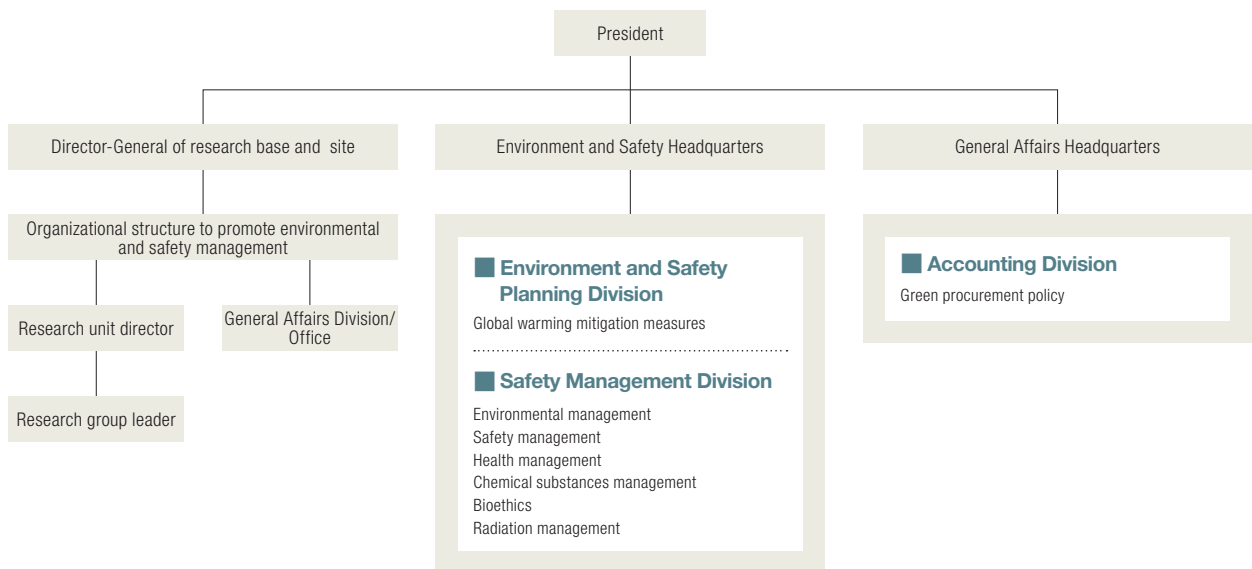 President
Director-General of research base and site
Environment and Safety Headquarters
General Affairs Headquarters
Organizational structure to promote environmental
and safety management
Research unit director
General Affairs Division/
Office
Research group leader
Environment and Safety
Planning Division
Global warming mitigation measures
Safety Management Division
Environmental management
Safety management
Health management
Chemical substances management
Bioethics
Radiation management
Accounting Division
Green procurement policy